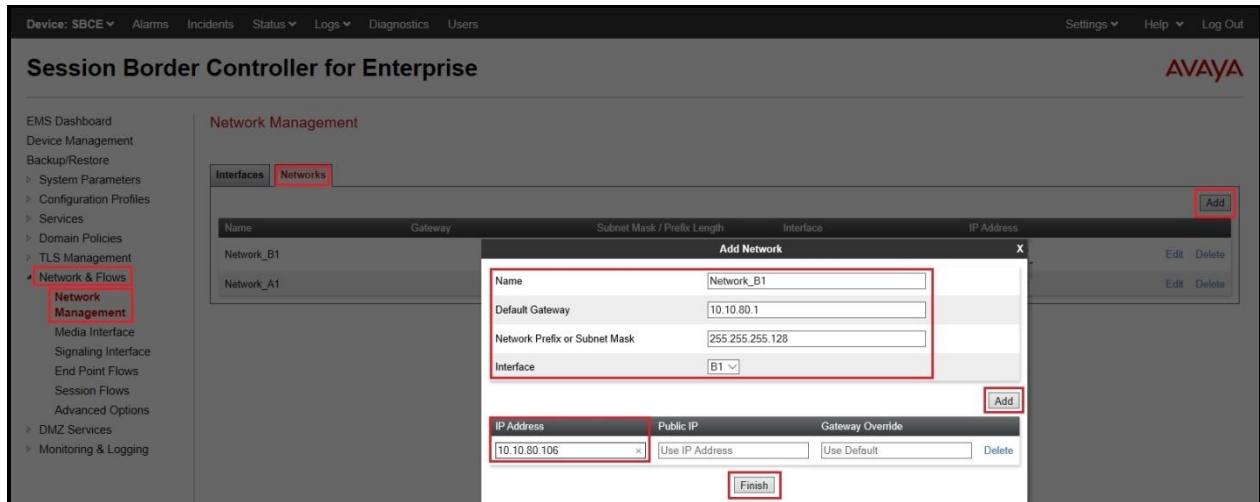 Device: SBCE Alarms Incidents Status Logs Diagnostics Users Settings Help Log Out
Session Border Controller for Enterprise
AVAYA
EMS Dashboard
Device Management
Backup/Restore
System Parameters
Configuration Profiles
Services
Domain Policies
TLS Management
Network & Flows
Network
Management
Media Interface
Signaling Interface
End Point Flows
Session Flows
Advanced Options
DMZ Services
Monitoring & Logging
Network Management
Interfaces Networks
Add
Name Gateway Subnet Mask / Prefix Length Interface IP Address
Network_B1 Edit Delete
Network_A1 Edit Delete
Add Network X
Name Network_B1
Default Gateway 10.10.80.1
Network Prefix or Subnet Mask 255.255.255.128
Interface B1
Add
IP Address Public IP Gateway Override
10.10.80.106 × Use IP Address Use Default Delete
Finish